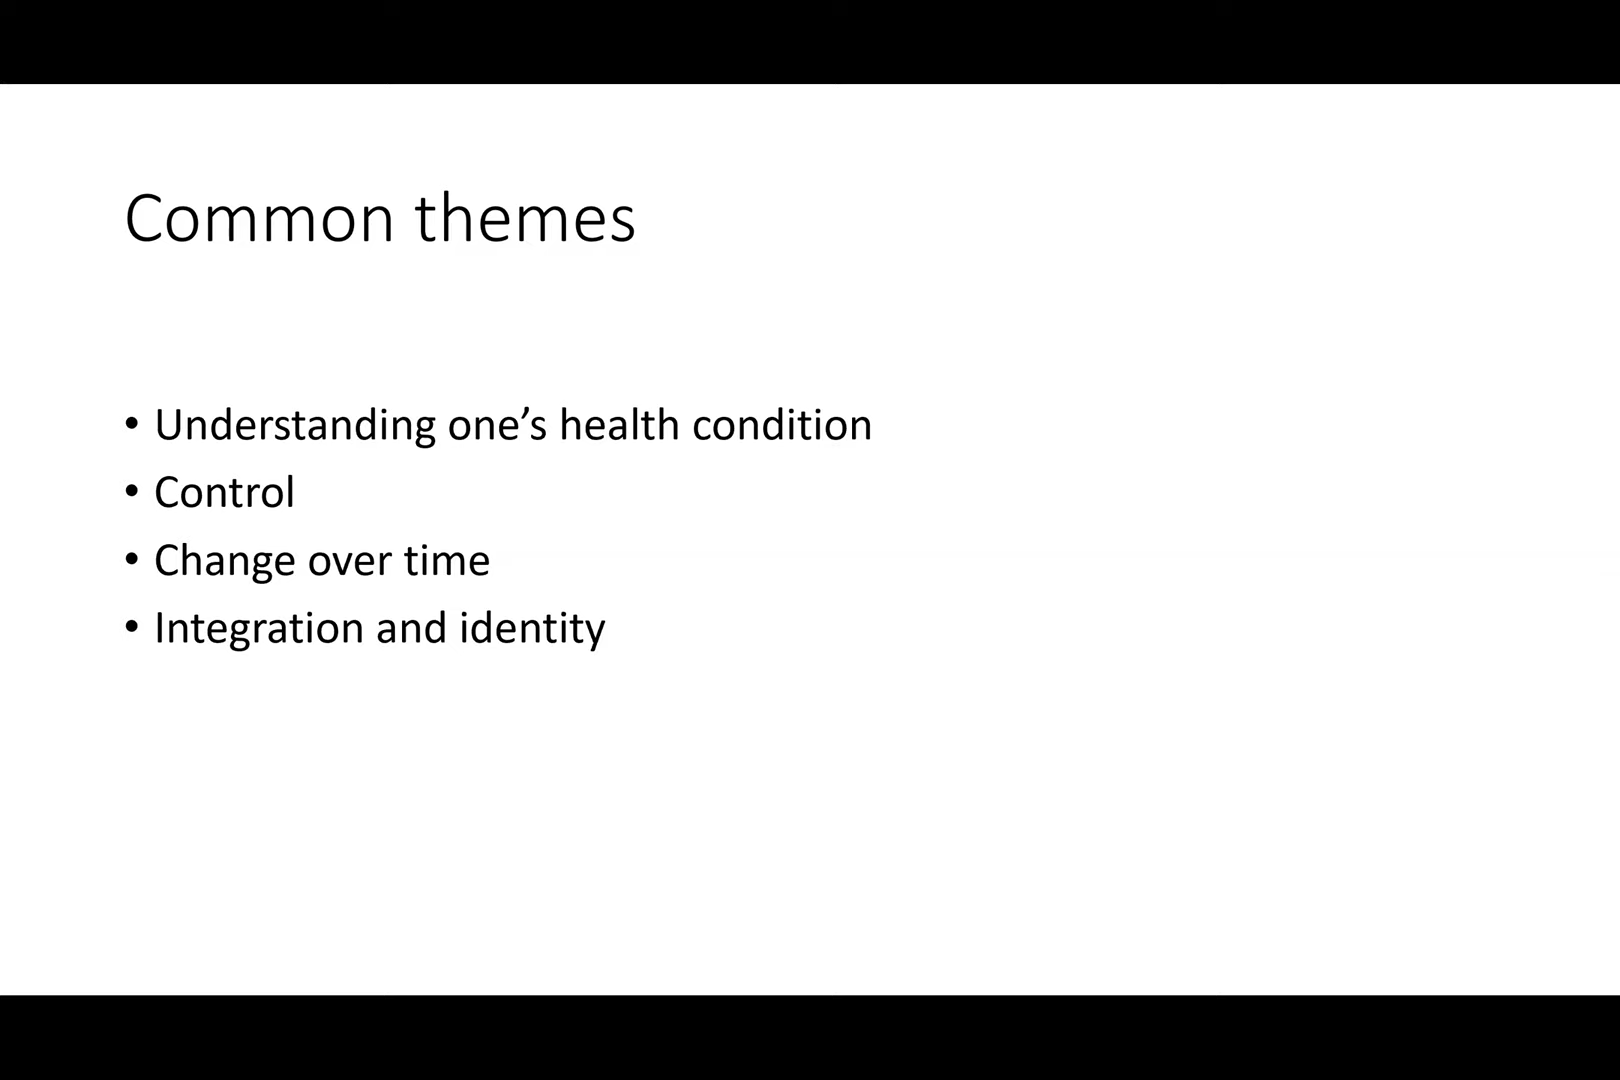 Common themes
• Understanding one’s health condition
• Control
• Change over time
• Integration and identity